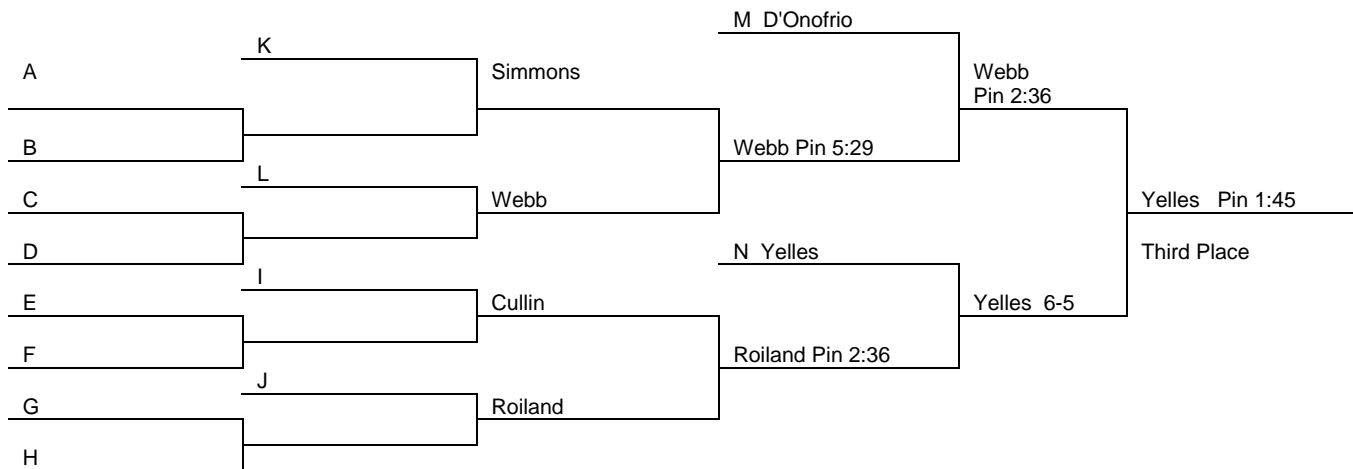 M D'Onofrio
K
A
Simmons
Webb
Pin 2:36
B
Webb Pin 5:29
L
C
Webb
Yelles Pin 1:45
D
N Yelles
Third Place
I
E
Cullin
Yelles 6-5
F
Roiland Pin 2:36
J
G
Roiland
H